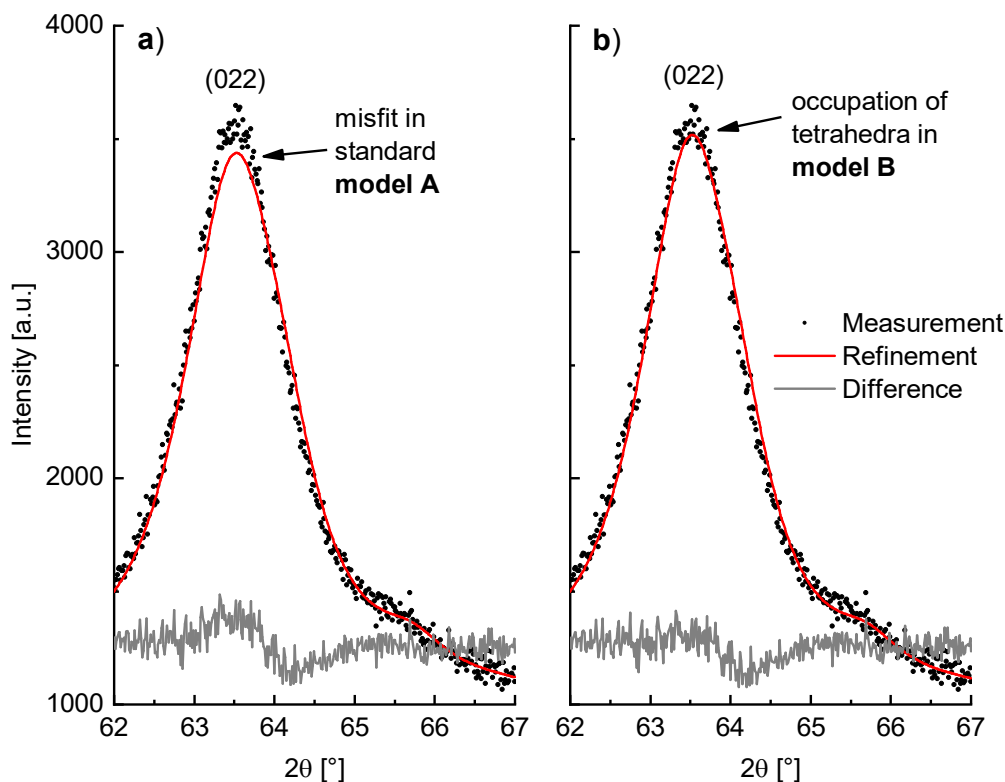 a)
(022)
misfit in
standard
model A
4000
3000
2000
1000
Intensity [a.u.]
62 63 64 65 66 67
2θ [°]
b)
(022)
occupation of
tetrahedra in
model B
Measurement
Refinement
Difference
62 63 64 65 66 67
2θ [°]